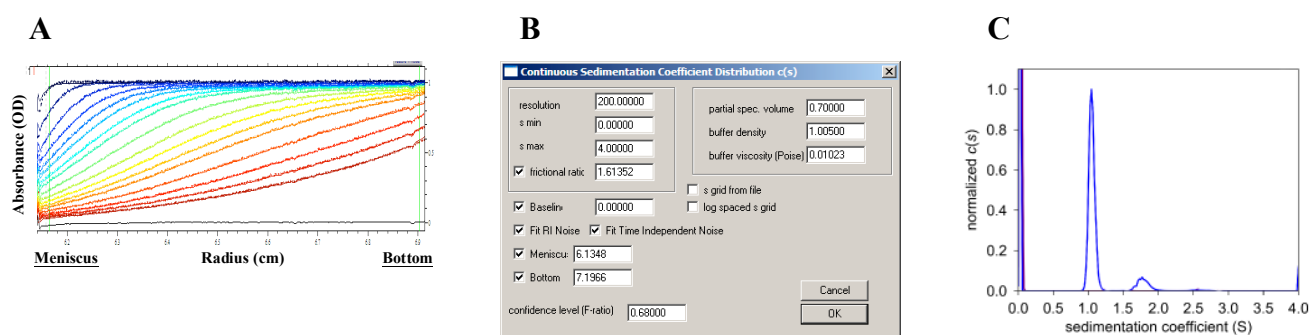 A
Absorbance (OD)
Meniscus
Radius (cm)
Bottom
B
Continuous Sedimentation Coefficient Distribution c(s)
resolution 200.00000
s min 0.00000
s max 4.00000
frictional ratic 1.61352
partial spec. volume 0.70000
buffer density 1.00500
buffer viscosity (Poise) 0.01023
s grid from file
log spaced s grid
Baseline 0.00000
Fit RI Noise Fit Time Independent Noise
Meniscu: 6.1348
Bottom 7.1966
confidence level (F-ratio) 0.68000
Cancel
OK
C
normalized c(s)
1.0
0.8
0.6
0.4
0.2
0.0
0.0 0.5 1.0 1.5 2.0 2.5 3.0 3.5 4.0
sedimentation coefficient (S)